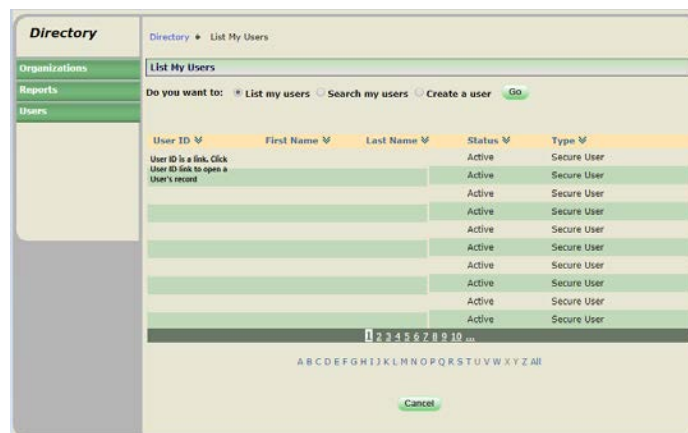 Directory
Directory ◆ List My Users
Organizations
Reports
Users
List My Users
Do you want to: List my users Search my users Create a user Go
User ID First Name Last Name Status Type
User ID is a link. Click
User ID link to open a
User's record
Active Secure User
Active Secure User
Active Secure User
Active Secure User
Active Secure User
Active Secure User
Active Secure User
Active Secure User
Active Secure User
Active Secure User
1 2 3 4 5 6 7 8 9 10 ...
A B C D E F G H I J K L M N O P Q R S T U V W X Y Z All
Cancel